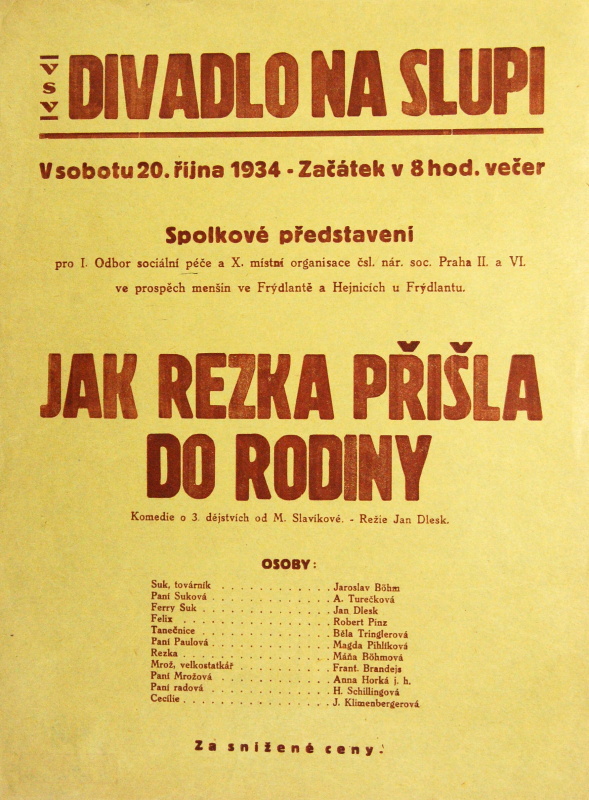 VSV DIVADLO NA SLUPI
V sobotu 20. října 1934 - Začátek v 8 hod. večer
Spolkové představení
pro I. Odbor sociální péče a X. místní organisace čsl. nár. soc. Praha II. a VI.
ve prospěch menšin ve Frýdlantě a Hejnicích u Frýdlantu.
JAK REZKA PŘIŠLA
DO RODINY
Komedie o 3. dějstvích od M. Slavíkové. - Režie Jan Dlesk.
OSOBY:
Suk, továrník . . . . . . . . . . . . Jaroslav Böhm
Paní Suková . . . . . . . . . . . . A. Turečková
Ferry Suk . . . . . . . . . . . . Jan Dlesk
Felix . . . . . . . . . . . . Robert Pinz
Tanečnice . . . . . . . . . . . . Běla Tringlerová
Paní Paulová . . . . . . . . . . . . Magda Pihlíková
Rezka . . . . . . . . . . . . Máňa Böhmová
Mrož, velkostatkář . . . . . . . . . . Frant. Brandejs
Paní Mrožová . . . . . . . . . . . . Anna Horká j. h.
Paní radová . . . . . . . . . . . . H. Schillingová
Cecílie . . . . . . . . . . . . J. Klimenbergerová
Za snížené ceny.